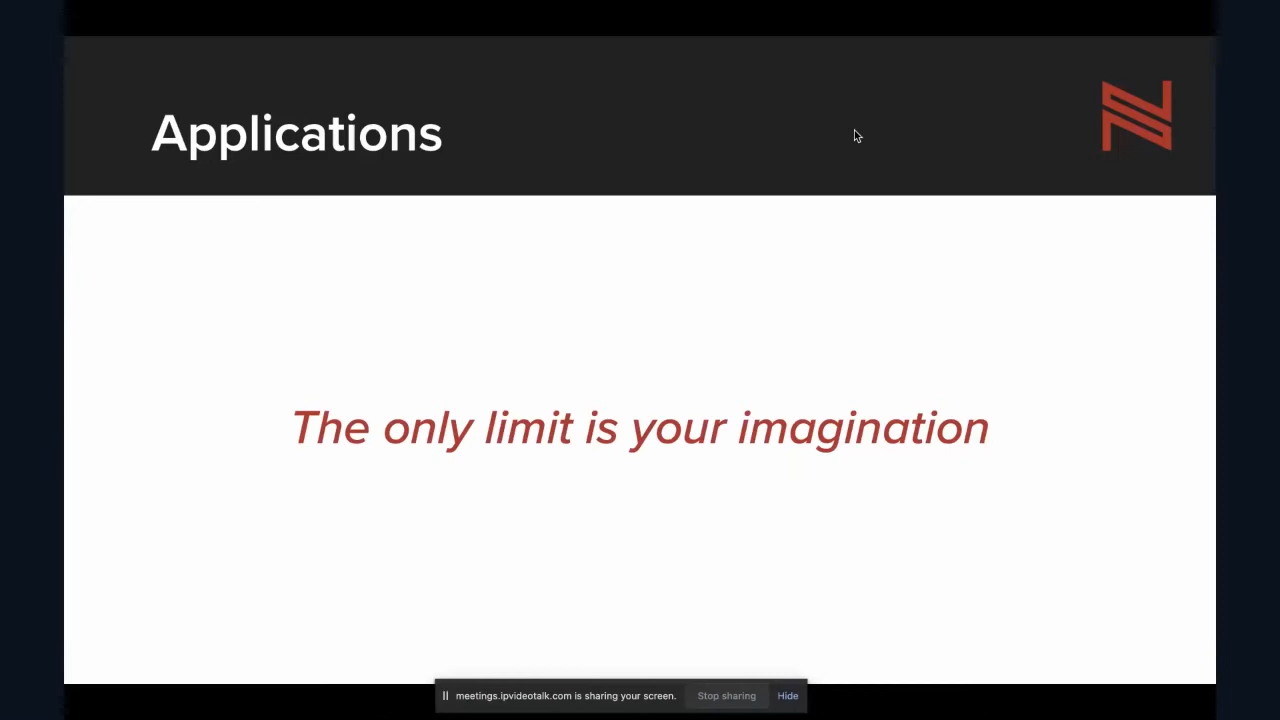 Applications
The only limit is your imagination
meetings.ipvideotalk.com is sharing your screen. Stop sharing Hide